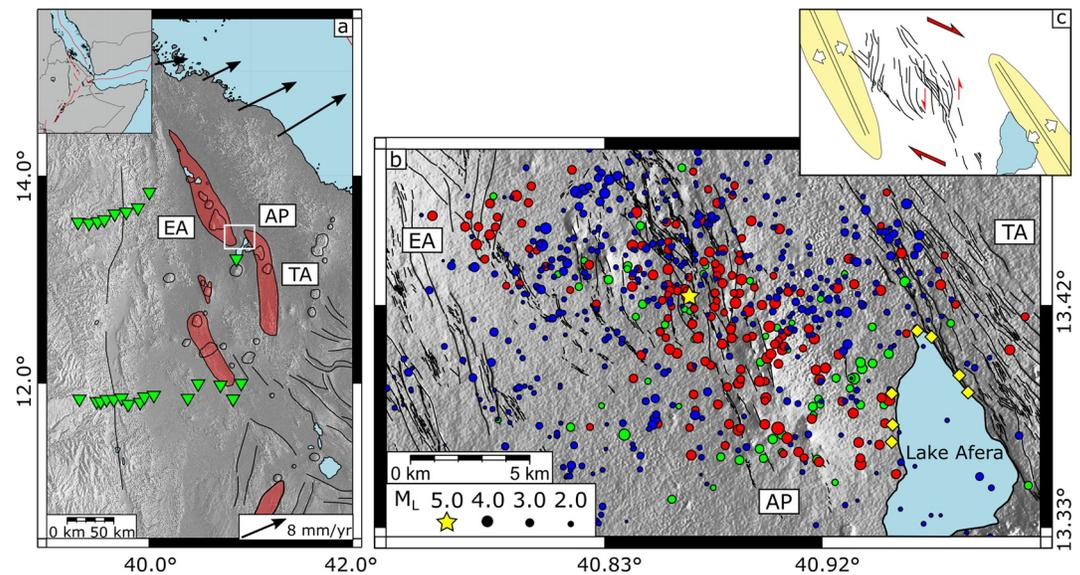 a
14.0°
12.0°
EA
AP
TA
0 km 50 km
8 mm/yr
40.0°
42.0°
b
EA
TA
AP
Lake Afera
0 km
5 km
ML 5.0 4.0 3.0 2.0
40.83°
40.92°
13.42°
13.33°
c